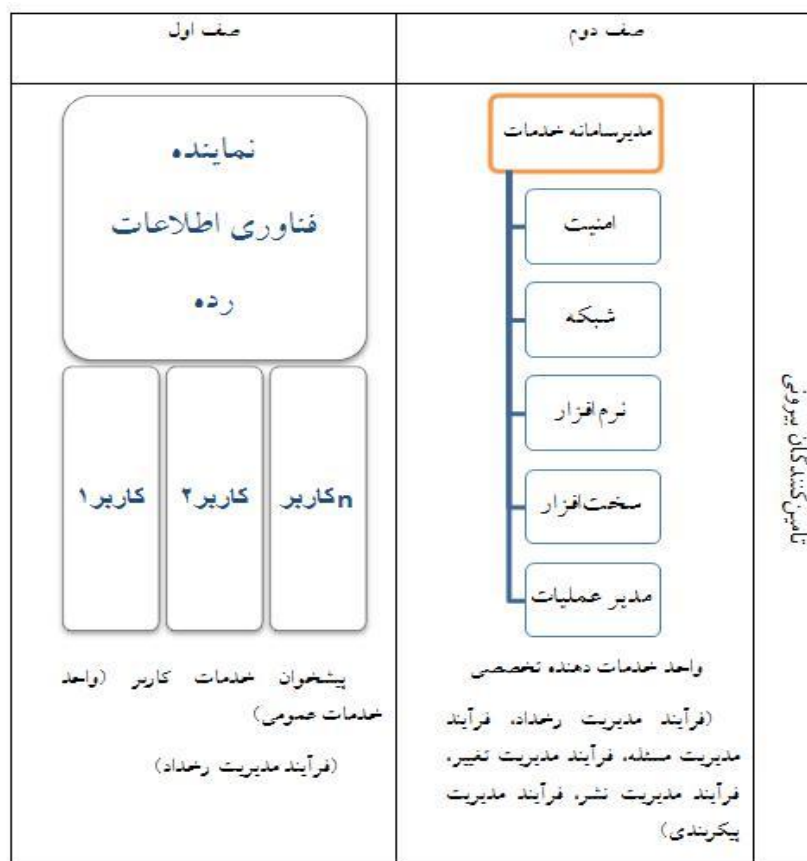 صف اول
صف دوم
نماینده
فناوری اطلاعات
رده
کاربر۱
کاربر۲
کاربرn
پیشخوان خدمات کاربر (واحد
خدمات عمومی)
(فرآیند مدیریت رخداد)
مدیرسامانه خدمات
امنیت
شبکه
نرم‌افزار
سخت‌افزار
مدیر عملیات
واحد خدمات دهنده تخصصی
(فرآیند مدیریت رخداد، فرآیند
مدیریت مسئله، فرآیند مدیریت تغییر،
فرآیند مدیریت نشر، فرآیند مدیریت
پیکربندی)
تامین‌کنندگان بیرونی